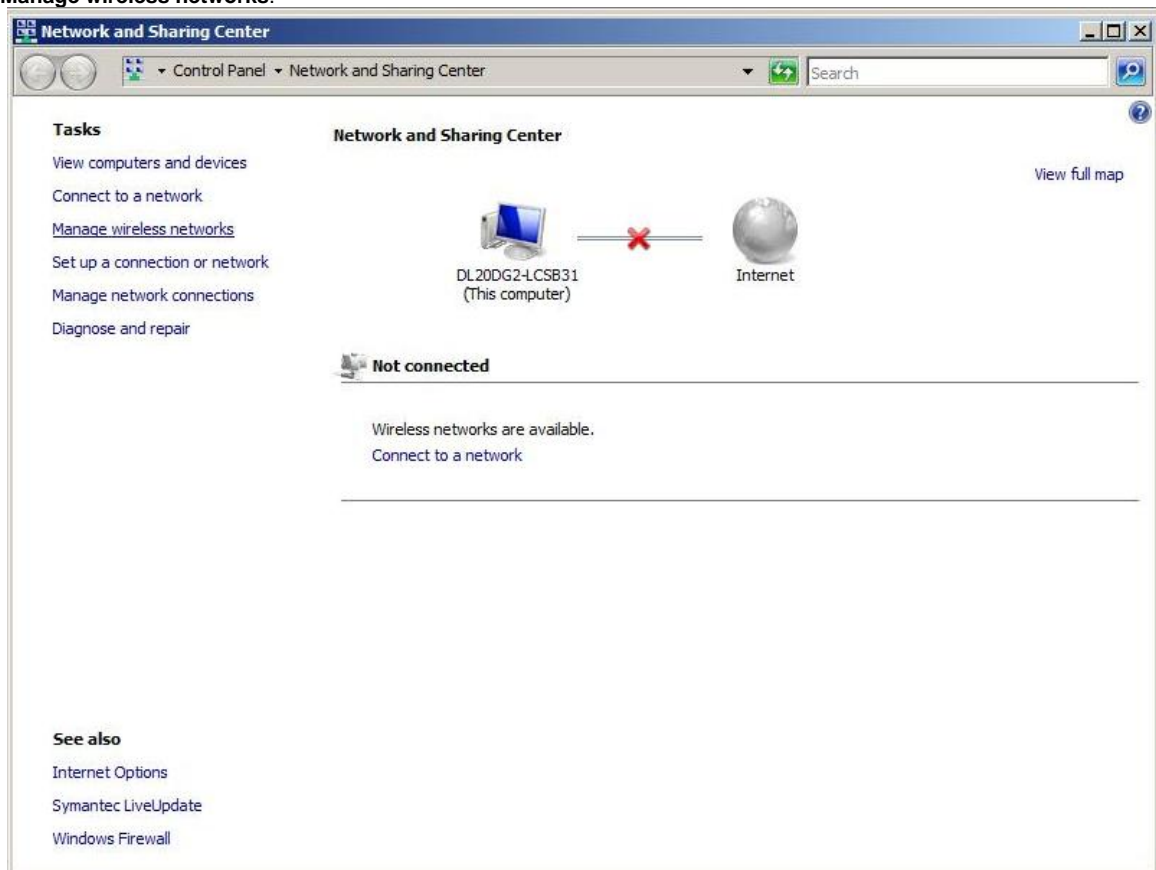 Manage wireless networks.
Network and Sharing Center
Control Panel Network and Sharing Center Search
Tasks
View computers and devices
Connect to a network
Manage wireless networks
Set up a connection or network
Manage network connections
Diagnose and repair
Network and Sharing Center
View full map
DL20DG2-LCSB31
(This computer)
Internet
Not connected
Wireless networks are available.
Connect to a network
See also
Internet Options
Symantec LiveUpdate
Windows Firewall